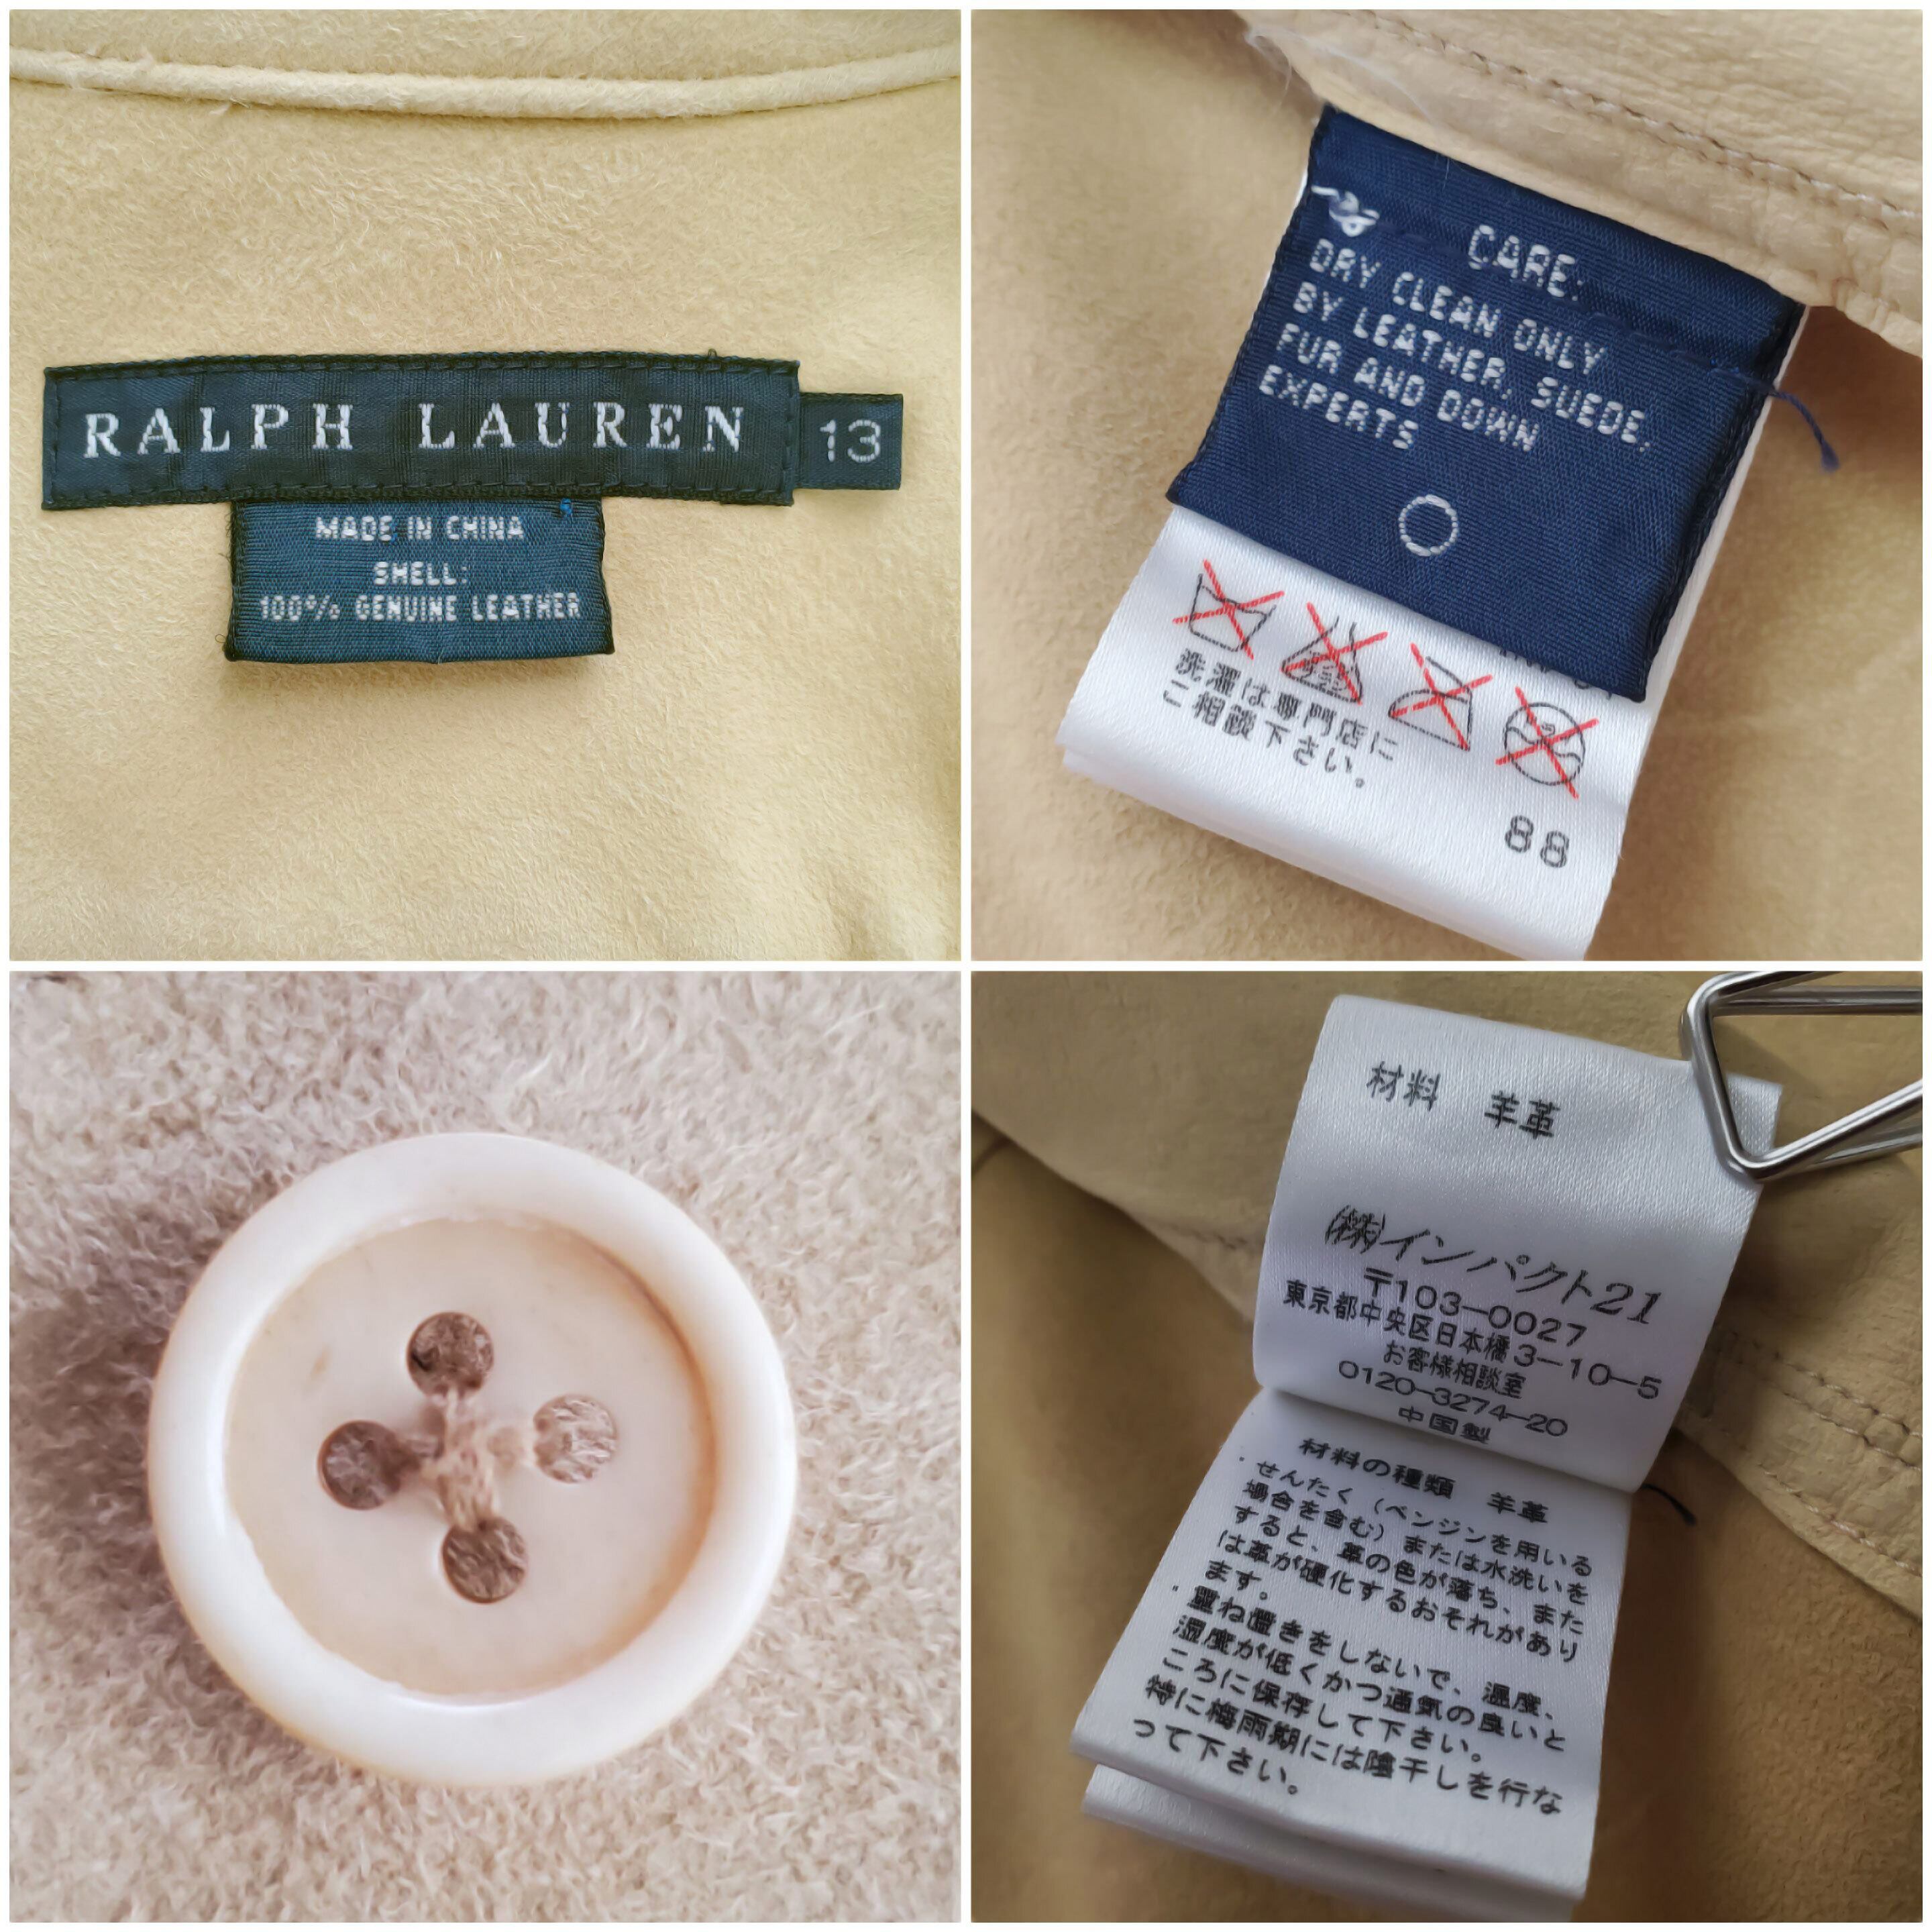 RALPH LAUREN 13
MADE IN CHINA
SHELL:
100% GENUINE LEATHER
CARE:
DRY CLEAN ONLY
BY LEATHER, SUEDE,
FUR AND DOWN
EXPERTS
洗濯は専門店に
ご相談下さい。
88
材料 羊革
㈱インパクト21
〒103-0027
東京都中央区日本橋3-10-5
お客様相談室
0120-3274-20
中国製
材料の種類 羊革
・せんたく（ベンジンを用いる
場合を含む）または水洗いを
すると、革の色が落ち、また
は革が硬化するおそれがあり
ます。
・重ね置きをしないで、温度、
湿度が低くかつ通気の良いと
ころに保存して下さい。
特に梅雨期には陰干しを行な
って下さい。